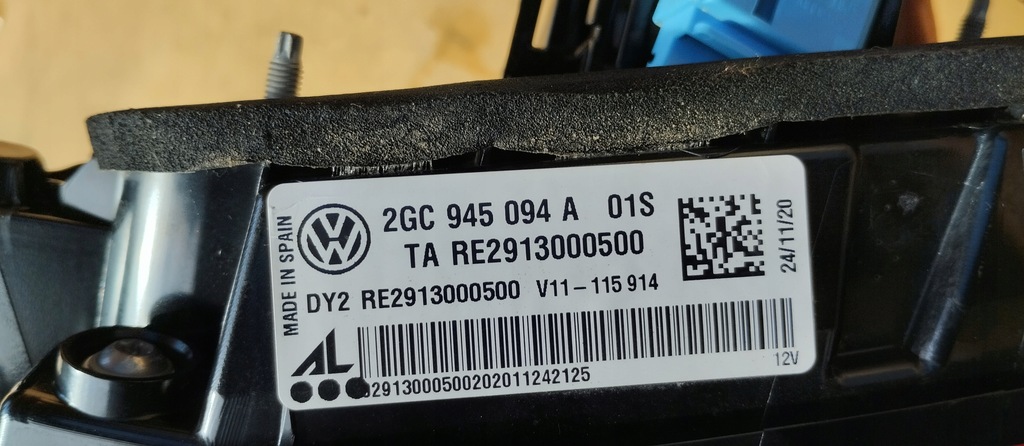 MADE IN SPAIN
2GC 945 094 A 01S
TA RE2913000500
DY2 RE2913000500 V11-115 914
24/11/20
AL
2913000500202011242125
12V